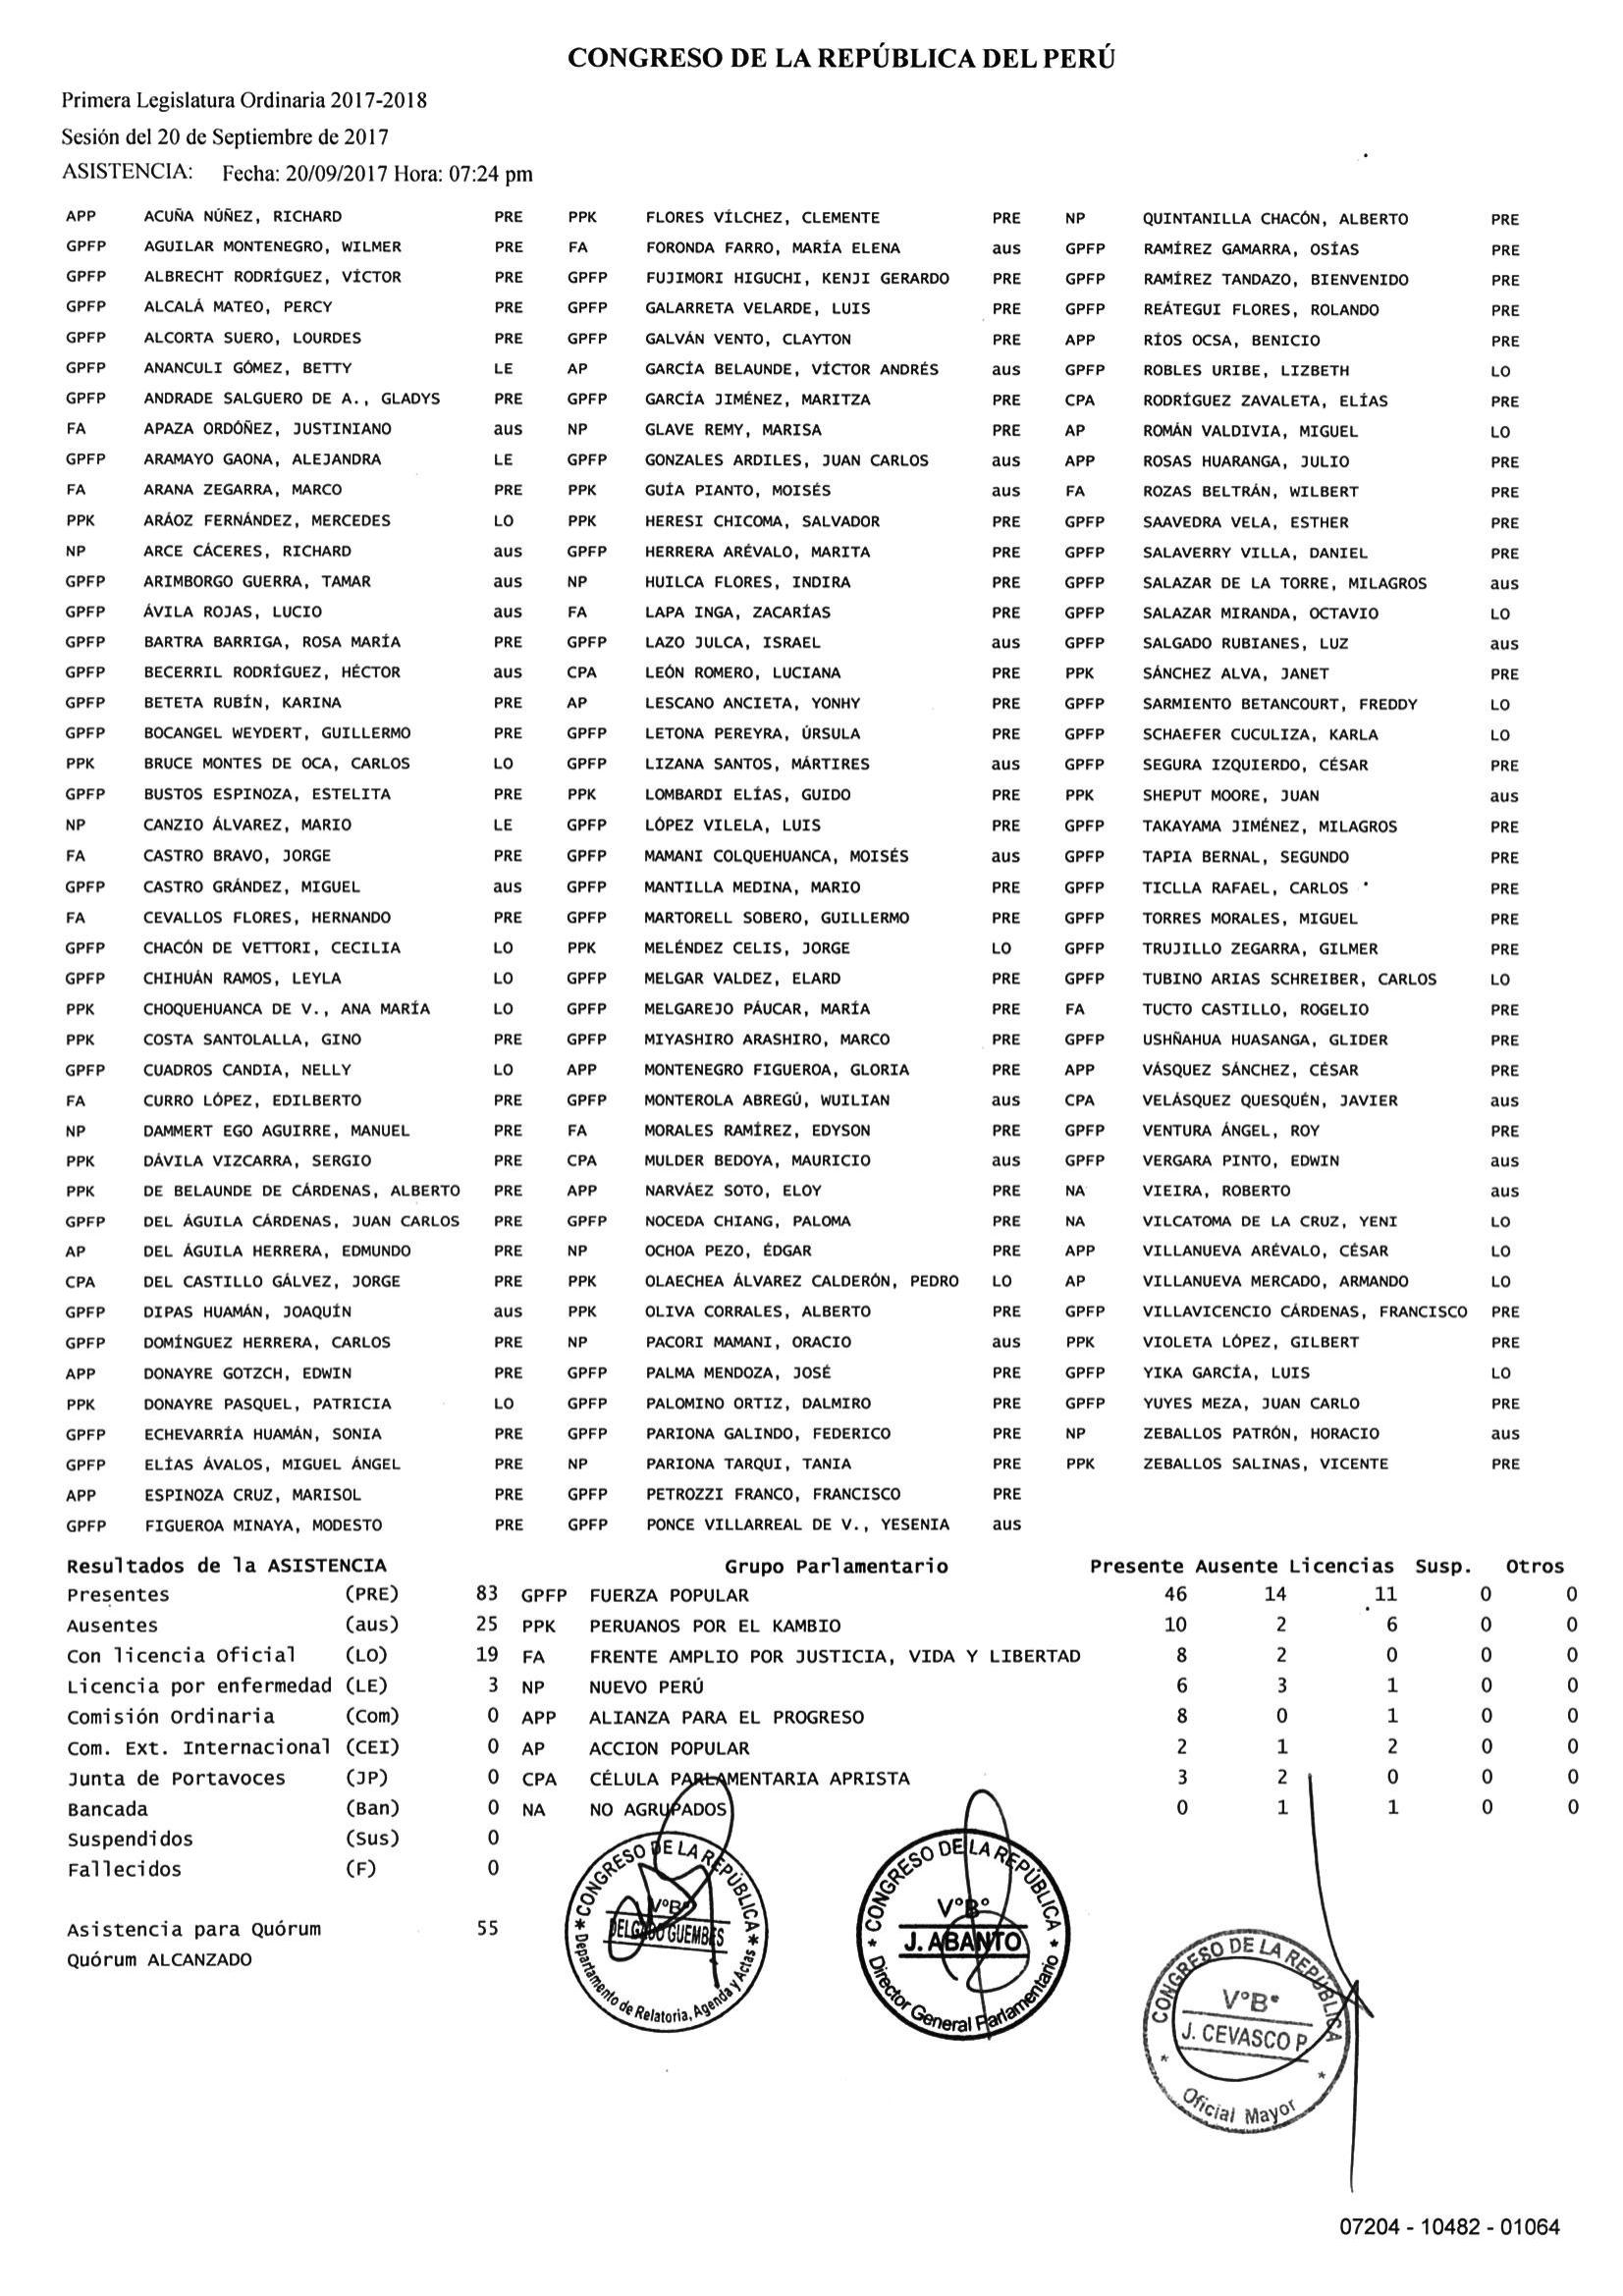 CONGRESO DE LA REPÚBLICA DEL PERÚ
Primera Legislatura Ordinaria 2017-2018
Sesión del 20 de Septiembre de 2017
ASISTENCIA: Fecha: 20/09/2017 Hora: 07:24 pm
APP ACUÑA NÚÑEZ, RICHARD PRE PPK FLORES VÍLCHEZ, CLEMENTE PRE NP QUINTANILLA CHACÓN, ALBERTO PRE
GPFP AGUILAR MONTENEGRO, WILMER PRE FA FORONDA FARRO, MARÍA ELENA aus GPFP RAMÍREZ GAMARRA, OSÍAS PRE
GPFP ALBRECHT RODRÍGUEZ, VÍCTOR PRE GPFP FUJIMORI HIGUCHI, KENJI GERARDO PRE GPFP RAMÍREZ TANDAZO, BIENVENIDO PRE
GPFP ALCALÁ MATEO, PERCY PRE GPFP GALARRETA VELARDE, LUIS PRE GPFP REÁTEGUI FLORES, ROLANDO PRE
GPFP ALCORTA SUERO, LOURDES PRE GPFP GALVÁN VENTO, CLAYTON PRE APP RÍOS OCSA, BENICIO PRE
GPFP ANANCULI GÓMEZ, BETTY LE AP GARCÍA BELAUNDE, VÍCTOR ANDRÉS aus GPFP ROBLES URIBE, LIZBETH LO
GPFP ANDRADE SALGUERO DE A., GLADYS PRE GPFP GARCÍA JIMÉNEZ, MARITZA PRE CPA RODRÍGUEZ ZAVALETA, ELÍAS PRE
FA APAZA ORDÓÑEZ, JUSTINIANO aus NP GLAVE REMY, MARISA PRE AP ROMÁN VALDIVIA, MIGUEL LO
GPFP ARAMAYO GAONA, ALEJANDRA LE GPFP GONZALES ARDILES, JUAN CARLOS aus APP ROSAS HUARANGA, JULIO PRE
FA ARANA ZEGARRA, MARCO PRE PPK GUÍA PIANTO, MOISÉS aus FA ROZAS BELTRÁN, WILBERT PRE
PPK ARÁOZ FERNÁNDEZ, MERCEDES LO PPK HERESI CHICOMA, SALVADOR PRE GPFP SAAVEDRA VELA, ESTHER PRE
NP ARCE CÁCERES, RICHARD aus GPFP HERRERA ARÉVALO, MARITA PRE GPFP SALAVERRY VILLA, DANIEL PRE
GPFP ARIMBORGO GUERRA, TAMAR aus NP HUILCA FLORES, INDIRA PRE GPFP SALAZAR DE LA TORRE, MILAGROS aus
GPFP ÁVILA ROJAS, LUCIO aus FA LAPA INGA, ZACARÍAS PRE GPFP SALAZAR MIRANDA, OCTAVIO LO
GPFP BARTRA BARRIGA, ROSA MARÍA PRE GPFP LAZO JULCA, ISRAEL aus GPFP SALGADO RUBIANES, LUZ aus
GPFP BECERRIL RODRÍGUEZ, HÉCTOR aus CPA LEÓN ROMERO, LUCIANA PRE PPK SÁNCHEZ ALVA, JANET PRE
GPFP BETETA RUBÍN, KARINA PRE AP LESCANO ANCIETA, YONHY PRE GPFP SARMIENTO BETANCOURT, FREDDY LO
GPFP BOCANGEL WEYDERT, GUILLERMO PRE GPFP LETONA PEREYRA, ÚRSULA PRE GPFP SCHAEFER CUCULIZA, KARLA LO
PPK BRUCE MONTES DE OCA, CARLOS LO GPFP LIZANA SANTOS, MÁRTIRES aus GPFP SEGURA IZQUIERDO, CÉSAR PRE
GPFP BUSTOS ESPINOZA, ESTELITA PRE PPK LOMBARDI ELÍAS, GUIDO PRE PPK SHEPUT MOORE, JUAN aus
NP CANZIO ÁLVAREZ, MARIO LE GPFP LÓPEZ VILELA, LUIS PRE GPFP TAKAYAMA JIMÉNEZ, MILAGROS PRE
FA CASTRO BRAVO, JORGE PRE GPFP MAMANI COLQUEHUANCA, MOISÉS aus GPFP TAPIA BERNAL, SEGUNDO PRE
GPFP CASTRO GRÁNDEZ, MIGUEL aus GPFP MANTILLA MEDINA, MARIO PRE GPFP TICLLA RAFAEL, CARLOS PRE
FA CEVALLOS FLORES, HERNANDO PRE GPFP MARTORELL SOBERO, GUILLERMO PRE GPFP TORRES MORALES, MIGUEL PRE
GPFP CHACÓN DE VETTORI, CECILIA LO PPK MELÉNDEZ CELIS, JORGE LO GPFP TRUJILLO ZEGARRA, GILMER PRE
GPFP CHIHUÁN RAMOS, LEYLA LO GPFP MELGAR VALDEZ, ELARD PRE GPFP TUBINO ARIAS SCHREIBER, CARLOS LO
PPK CHOQUEHUANCA DE V., ANA MARÍA LO GPFP MELGAREJO PÁUCAR, MARÍA PRE FA TUCTO CASTILLO, ROGELIO PRE
PPK COSTA SANTOLALLA, GINO PRE GPFP MIYASHIRO ARASHIRO, MARCO PRE GPFP USHÑAHUA HUASANGA, GLIDER PRE
GPFP CUADROS CANDIA, NELLY LO APP MONTENEGRO FIGUEROA, GLORIA PRE APP VÁSQUEZ SÁNCHEZ, CÉSAR PRE
FA CURRO LÓPEZ, EDILBERTO PRE GPFP MONTEROLA ABREGÚ, WUILIAN aus CPA VELÁSQUEZ QUESQUÉN, JAVIER aus
NP DAMMERT EGO AGUIRRE, MANUEL PRE FA MORALES RAMÍREZ, EDYSON PRE GPFP VENTURA ÁNGEL, ROY PRE
PPK DÁVILA VIZCARRA, SERGIO PRE CPA MULDER BEDOYA, MAURICIO aus GPFP VERGARA PINTO, EDWIN aus
PPK DE BELAUNDE DE CÁRDENAS, ALBERTO PRE APP NARVÁEZ SOTO, ELOY PRE NA VIEIRA, ROBERTO aus
GPFP DEL ÁGUILA CÁRDENAS, JUAN CARLOS PRE GPFP NOCEDA CHIANG, PALOMA PRE NA VILCATOMA DE LA CRUZ, YENI LO
AP DEL ÁGUILA HERRERA, EDMUNDO PRE NP OCHOA PEZO, ÉDGAR PRE APP VILLANUEVA ARÉVALO, CÉSAR LO
CPA DEL CASTILLO GÁLVEZ, JORGE PRE PPK OLAECHEA ÁLVAREZ CALDERÓN, PEDRO LO AP VILLANUEVA MERCADO, ARMANDO LO
GPFP DIPAS HUAMÁN, JOAQUÍN aus PPK OLIVA CORRALES, ALBERTO PRE GPFP VILLAVICENCIO CÁRDENAS, FRANCISCO PRE
GPFP DOMÍNGUEZ HERRERA, CARLOS PRE NP PACORI MAMANI, ORACIO aus PPK VIOLETA LÓPEZ, GILBERT PRE
APP DONAYRE GOTZCH, EDWIN PRE GPFP PALMA MENDOZA, JOSÉ PRE GPFP YIKA GARCÍA, LUIS LO
PPK DONAYRE PASQUEL, PATRICIA LO GPFP PALOMINO ORTIZ, DALMIRO PRE GPFP YUYES MEZA, JUAN CARLO PRE
GPFP ECHEVARRÍA HUAMÁN, SONIA PRE GPFP PARIONA GALINDO, FEDERICO PRE NP ZEBALLOS PATRÓN, HORACIO aus
GPFP ELÍAS ÁVALOS, MIGUEL ÁNGEL PRE NP PARIONA TARQUI, TANIA PRE PPK ZEBALLOS SALINAS, VICENTE PRE
APP ESPINOZA CRUZ, MARISOL PRE GPFP PETROZZI FRANCO, FRANCISCO PRE
GPFP FIGUEROA MINAYA, MODESTO PRE GPFP PONCE VILLARREAL DE V., YESENIA aus
Resultados de la ASISTENCIA Grupo Parlamentario Presente Ausente Licencias Susp. Otros
Presentes (PRE) 83 GPFP FUERZA POPULAR 46 14 11 0 0
Ausentes (aus) 25 PPK PERUANOS POR EL KAMBIO 10 2 6 0 0
Con licencia Oficial (LO) 19 FA FRENTE AMPLIO POR JUSTICIA, VIDA Y LIBERTAD 8 2 0 0 0
Licencia por enfermedad (LE) 3 NP NUEVO PERÚ 6 3 1 0 0
Comisión Ordinaria (Com) 0 APP ALIANZA PARA EL PROGRESO 8 0 1 0 0
Com. Ext. Internacional (CEI) 0 AP ACCION POPULAR 2 1 2 0 0
Junta de Portavoces (JP) 0 CPA CÉLULA PARLAMENTARIA APRISTA 3 2 0 0 0
Bancada (Ban) 0 NA NO AGRUPADOS 0 1 1 0 0
Suspendidos (Sus) 0
Fallecidos (F) 0
Asistencia para Quórum 55
Quórum ALCANZADO
CONGRESO DE LA REPÚBLICA
V°B°
DELGADO GUEMBES
Departamento de Relatoria, Agenda y Actas
CONGRESO DE LA REPÚBLICA
V°B°
J. ABANTO
Director General Parlamentario
CONGRESO DE LA REPÚBLICA
V°B°
J. CEVASCO P.
Oficial Mayor
07204 - 10482 - 01064